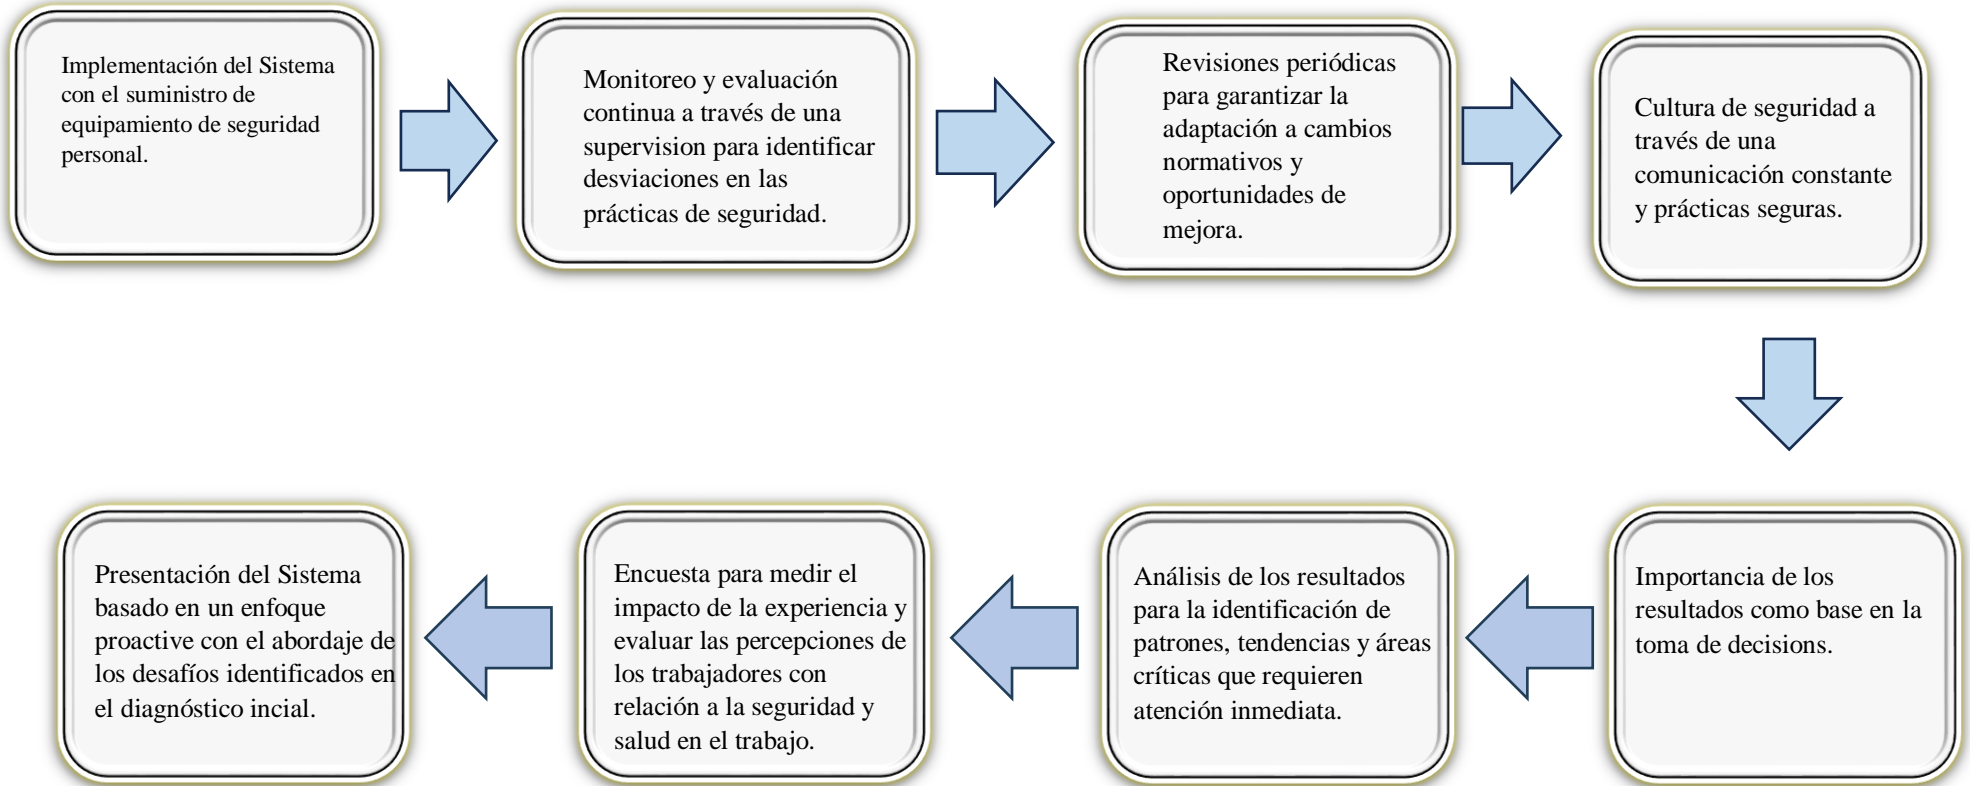 Implementación del Sistema
con el suministro de
equipamiento de seguridad
personal.
Monitoreo y evaluación
continua a través de una
supervision para identificar
desviaciones en las
prácticas de seguridad.
Revisiones periódicas
para garantizar la
adaptación a cambios
normativos y
oportunidades de
mejora.
Cultura de seguridad a
través de una
comunicación constante
y prácticas seguras.
Importancia de los
resultados como base en la
toma de decisions.
Análisis de los resultados
para la identificación de
patrones, tendencias y áreas
críticas que requieren
atención inmediata.
Encuesta para medir el
impacto de la experiencia y
evaluar las percepciones de
los trabajadores con
relación a la seguridad y
salud en el trabajo.
Presentación del Sistema
basado en un enfoque
proactive con el abordaje de
los desafíos identificados en
el diagnóstico incial.